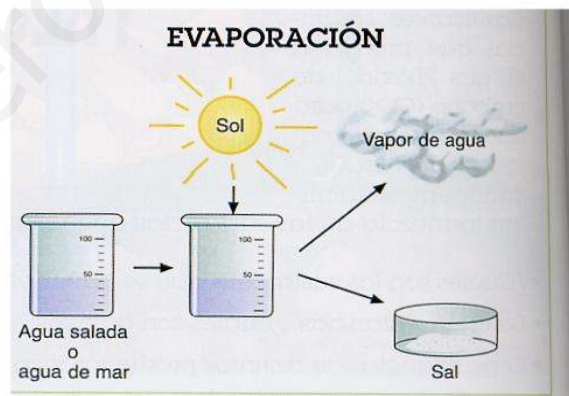 EVAPORACIÓN
Sol
Vapor de agua
100
50
100
50
Agua salada
o
agua de mar
Sal